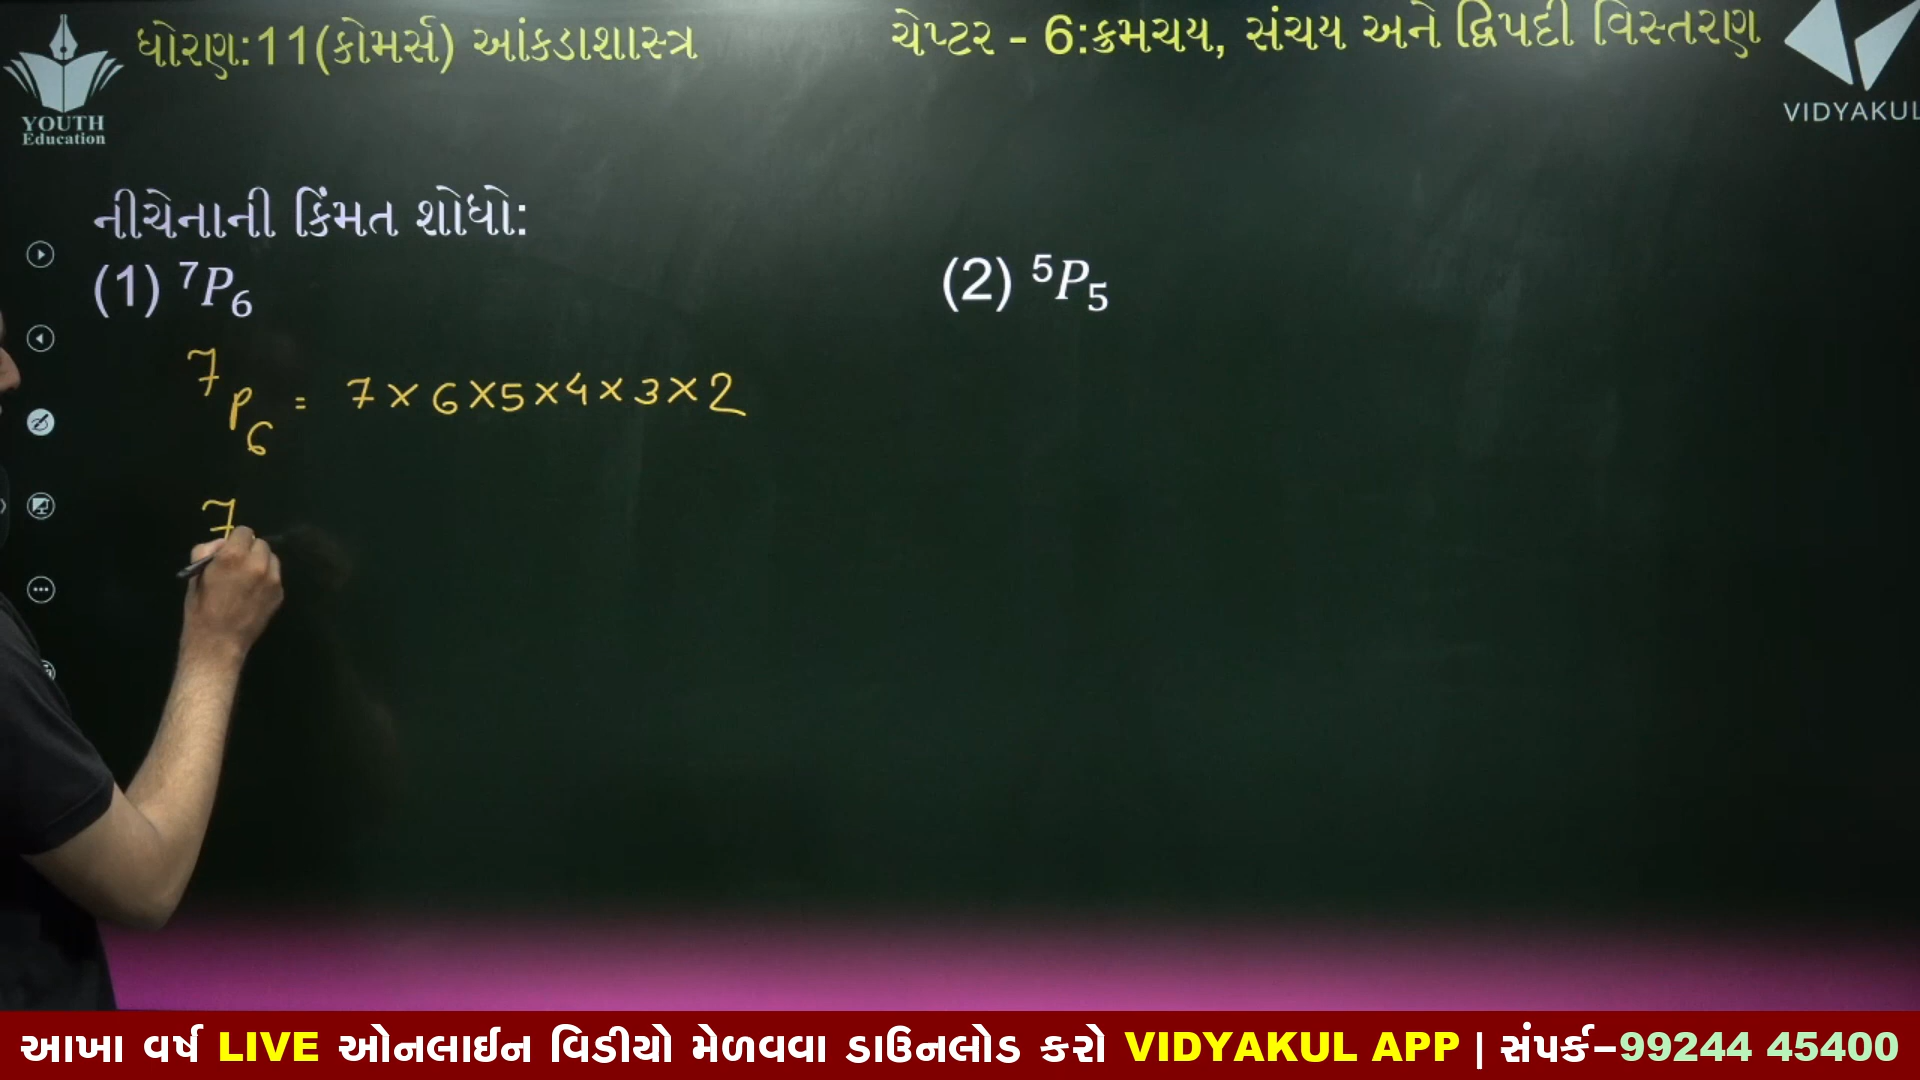 ધોરણ:11(કોમર્સ) આંકડાશાસ્ત્ર
ચેપ્ટર - 6:ક્રમચય, સંચય અને દ્વિપદી વિસ્તરણ
YOUTH
Education
VIDYAKUL
નીચેનાની કિંમત શોધો:
(1) ⁷P₆
(2) ⁵P₅
⁷P₆ = 7×6×5×4×3×2
7
આખા વર્ષ LIVE ઓનલાઈન વિડીયો મેળવવા ડાઉનલોડ કરો VIDYAKUL APP | સંપર્ક–99244 45400